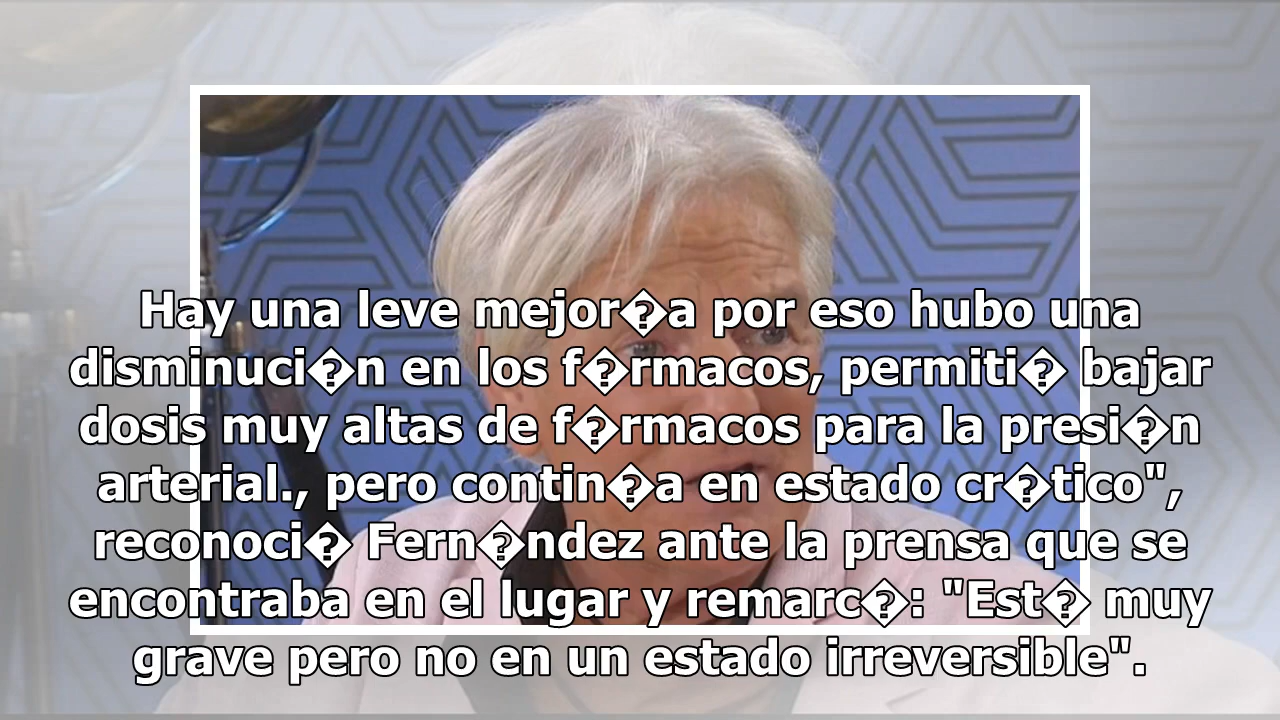 Hay una leve mejor�a por eso hubo una
disminuci�n en los f�rmacos, permiti� bajar
dosis muy altas de f�rmacos para la presi�n
arterial., pero contin�a en estado cr�tico",
reconoci� Fern�ndez ante la prensa que se
encontraba en el lugar y remarc�: "Est� muy
grave pero no en un estado irreversible".